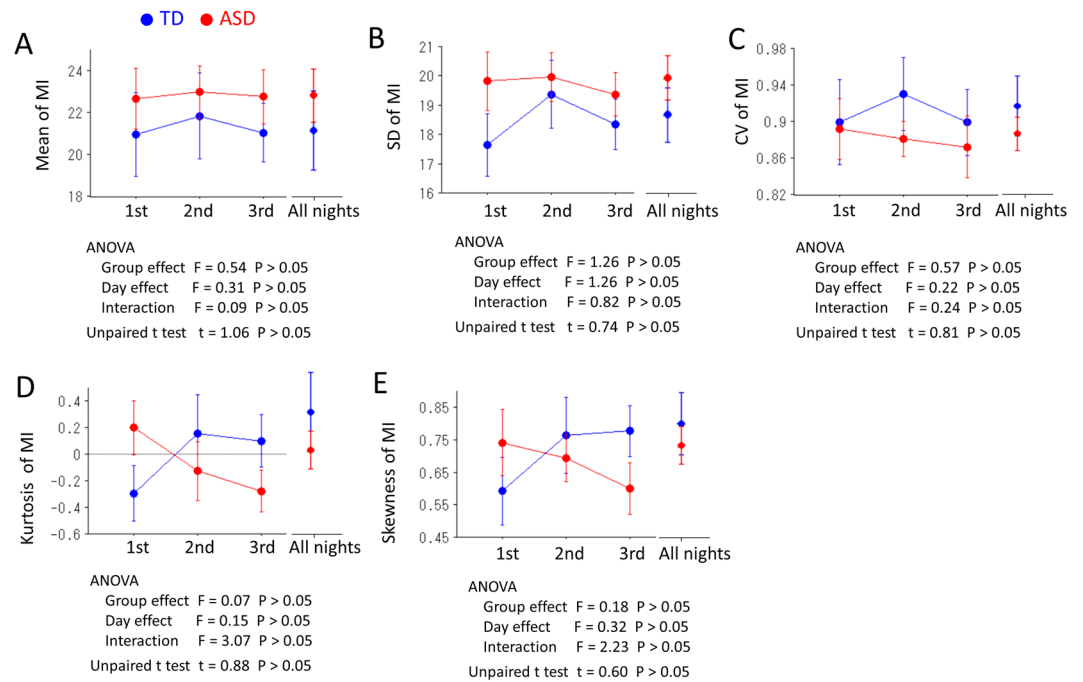 TD ASD
A
Mean of MI
24
22
20
18
1st 2nd 3rd All nights
ANOVA
Group effect F = 0.54 P > 0.05
Day effect F = 0.31 P > 0.05
Interaction F = 0.09 P > 0.05
Unpaired t test t = 1.06 P > 0.05
B
SD of MI
21
20
19
18
17
16
1st 2nd 3rd All nights
ANOVA
Group effect F = 1.26 P > 0.05
Day effect F = 1.26 P > 0.05
Interaction F = 0.82 P > 0.05
Unpaired t test t = 0.74 P > 0.05
C
CV of MI
0.98
0.94
0.9
0.86
0.82
1st 2nd 3rd All nights
ANOVA
Group effect F = 0.57 P > 0.05
Day effect F = 0.22 P > 0.05
Interaction F = 0.24 P > 0.05
Unpaired t test t = 0.81 P > 0.05
D
Kurtosis of MI
0.4
0.2
0
-0.2
-0.4
-0.6
1st 2nd 3rd All nights
ANOVA
Group effect F = 0.07 P > 0.05
Day effect F = 0.15 P > 0.05
Interaction F = 3.07 P > 0.05
Unpaired t test t = 0.88 P > 0.05
E
Skewness of MI
0.85
0.75
0.65
0.55
0.45
1st 2nd 3rd All nights
ANOVA
Group effect F = 0.18 P > 0.05
Day effect F = 0.32 P > 0.05
Interaction F = 2.23 P > 0.05
Unpaired t test t = 0.60 P > 0.05